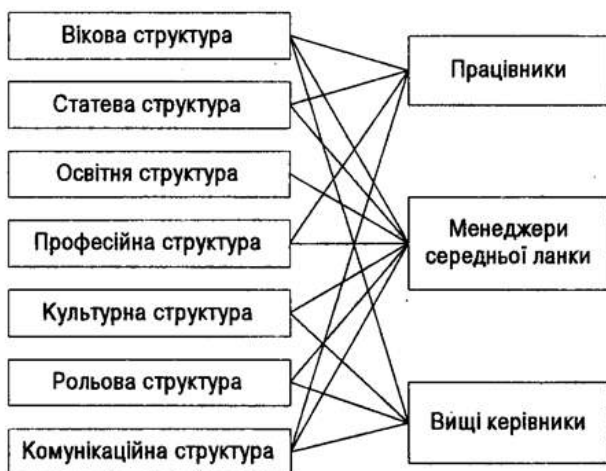 Вікова структура
Статева структура
Освітня структура
Професійна структура
Культурна структура
Рольова структура
Комунікаційна структура
Працівники
Менеджери
середньої ланки
Вищі керівники